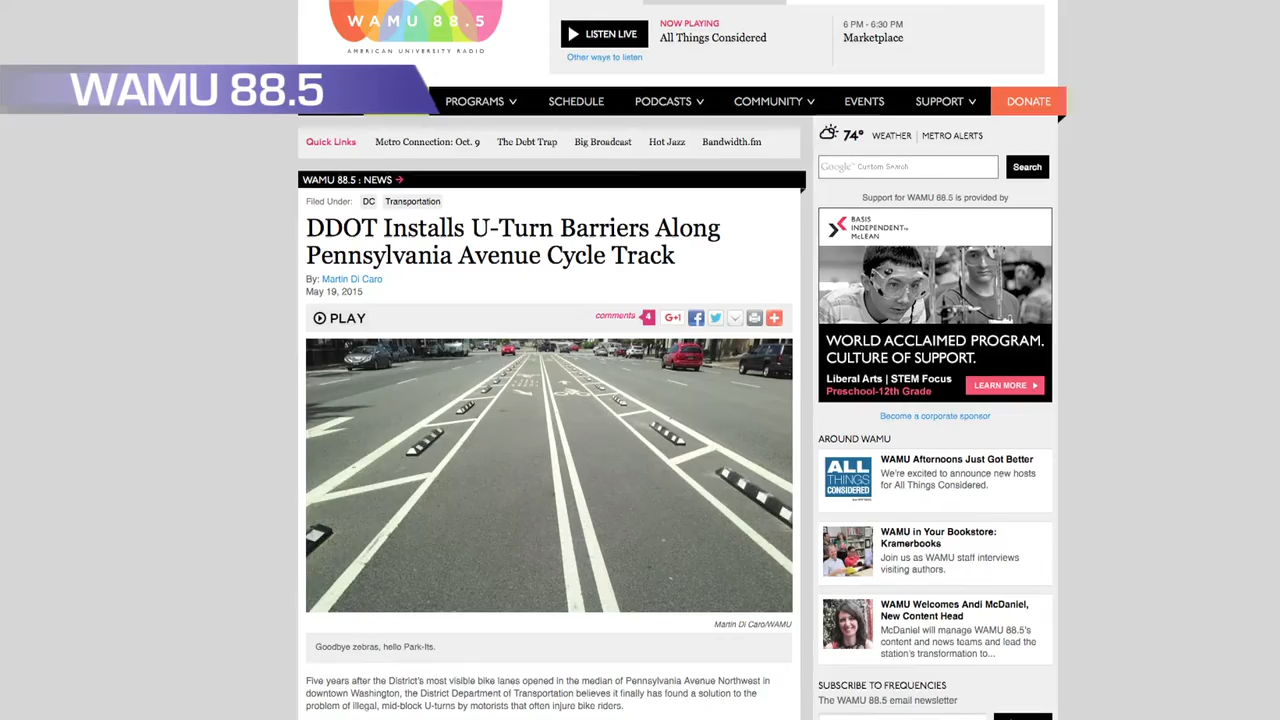 WAMU 88.5
AMERICAN UNIVERSITY RADIO
LISTEN LIVE
Other ways to listen
NOW PLAYING
All Things Considered
6 PM - 6:30 PM
Marketplace
WAMU 88.5
PROGRAMS
SCHEDULE
PODCASTS
COMMUNITY
EVENTS
SUPPORT
DONATE
Quick Links
Metro Connection: Oct. 9
The Debt Trap
Big Broadcast
Hot Jazz
Bandwidth.fm
WAMU 88.5 : NEWS
Filed Under: DC Transportation
DDOT Installs U-Turn Barriers Along
Pennsylvania Avenue Cycle Track
By: Martin Di Caro
May 19, 2015
PLAY
comments 4
G+1
Martin Di Caro/WAMU
Goodbye zebras, hello Park-Its.
Five years after the District's most visible bike lanes opened in the median of Pennsylvania Avenue Northwest in
downtown Washington, the District Department of Transportation believes it finally has found a solution to the
problem of illegal, mid-block U-turns by motorists that often injure bike riders.
74° WEATHER | METRO ALERTS
Google™ Custom Search
Search
Support for WAMU 88.5 is provided by
BASIS
INDEPENDENT™
McLEAN
WORLD ACCLAIMED PROGRAM.
CULTURE OF SUPPORT.
Liberal Arts | STEM Focus
Preschool-12th Grade
LEARN MORE
Become a corporate sponsor
AROUND WAMU
ALL
THINGS
CONSIDERED
WAMU Afternoons Just Got Better
We're excited to announce new hosts
for All Things Considered.
WAMU in Your Bookstore:
Kramerbooks
Join us as WAMU staff interviews
visiting authors.
WAMU Welcomes Andi McDaniel,
New Content Head
McDaniel will manage WAMU 88.5's
content and news teams and lead the
station's transformation to...
SUBSCRIBE TO FREQUENCIES
The WAMU 88.5 email newsletter